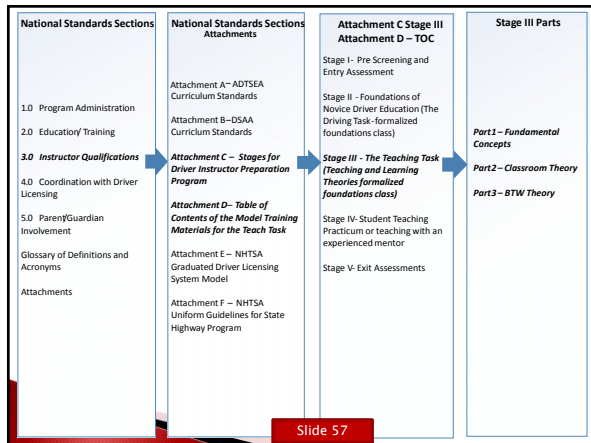 National Standards Sections
1.0 Program Administration
2.0 Education/ Training
3.0 Instructor Qualifications
4.0 Coordination with Driver
Licensing
5.0 Parent/Guardian
Involvement
Glossary of Definitions and
Acronyms
Attachments
National Standards Sections
Attachments
Attachment A– ADTSEA
Curriculum Standards
Attachment B–DSAA
Curriclum Standards
Attachment C – Stages for
Driver Instructor Preparation
Program
Attachment D– Table of
Contents of the Model Training
Materials for the Teach Task
Attachment E – NHTSA
Graduated Driver Licensing
System Model
Attachment F – NHTSA
Uniform Guidelines for State
Highway Program
Attachment C Stage III
Attachment D – TOC
Stage I - Pre Screening and
Entry Assessment
Stage II - Foundations of
Novice Driver Education (The
Driving Task-formalized
foundations class)
Stage III - The Teaching Task
(Teaching and Learning
Theories formalized
foundations class)
Stage IV- Student Teaching
Practicum or teaching with an
experienced mentor
Stage V- Exit Assessments
Stage III Parts
Part1 – Fundamental
Concepts
Part2 – Classroom Theory
Part3 – BTW Theory
Slide 57